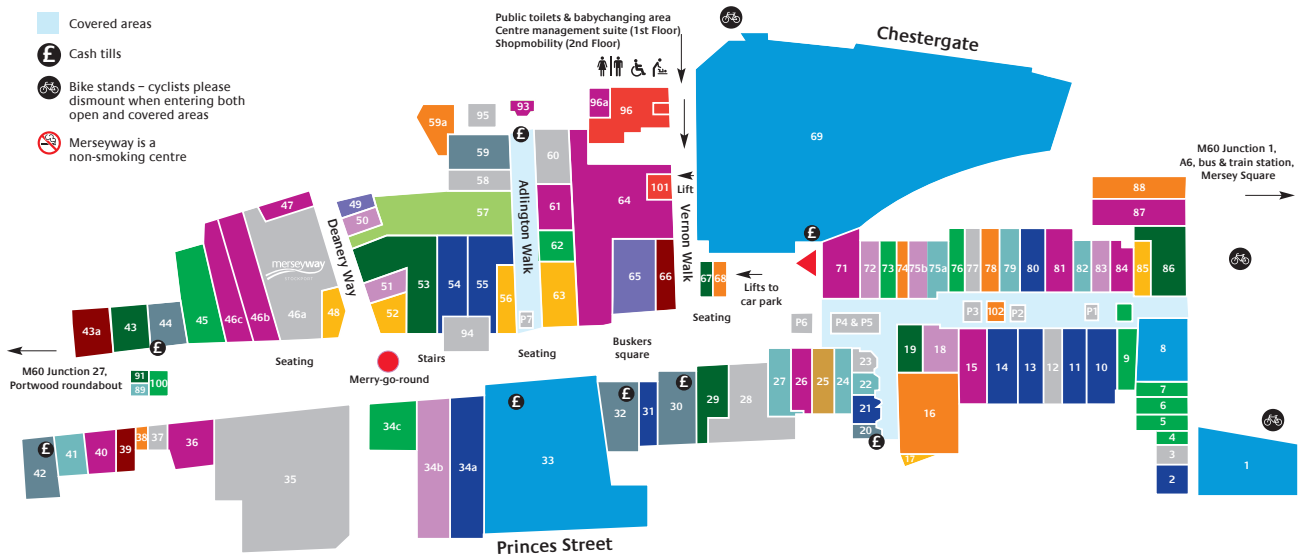 Covered areas
£
Cash tills
Bike stands – cyclists please
dismount when entering both
open and covered areas
Merseyway is a
non-smoking centre
Public toilets & babychanging area
Centre management suite (1st Floor)
Shopmobility (2nd Floor)
Chestergate
M60 Junction 1,
A6, bus & train station,
Mersey Square
69
59a
95
93
96a
96
£
59
60
58
Adlington Walk
101
Lift
64
61
88
87
47
49
50
57
Deanery Way
62
Vernon Walk
£
71
72
73
74
75b
75a
76
77
78
79
80
81
82
83
84
85
86
merseyway
46c
46b
46a
45
48
51
52
53
54
55
56
63
65
66
67
68
Lifts to
car park
Seating
43a
43
44
£
94
P7
P6
P4 & P5
P3
102
P2
P1
M60 Junction 27,
Portwood roundabout
Seating
Merry-go-round
Stairs
Seating
Buskers
square
91
89
100
19
18
15
14
13
12
11
10
9
8
7
6
5
4
3
2
1
16
17
27
26
25
24
23
22
21
20
£
28
29
30
£
31
32
£
33
£
34a
34b
34c
35
36
37
38
39
40
41
42
£
Princes Street